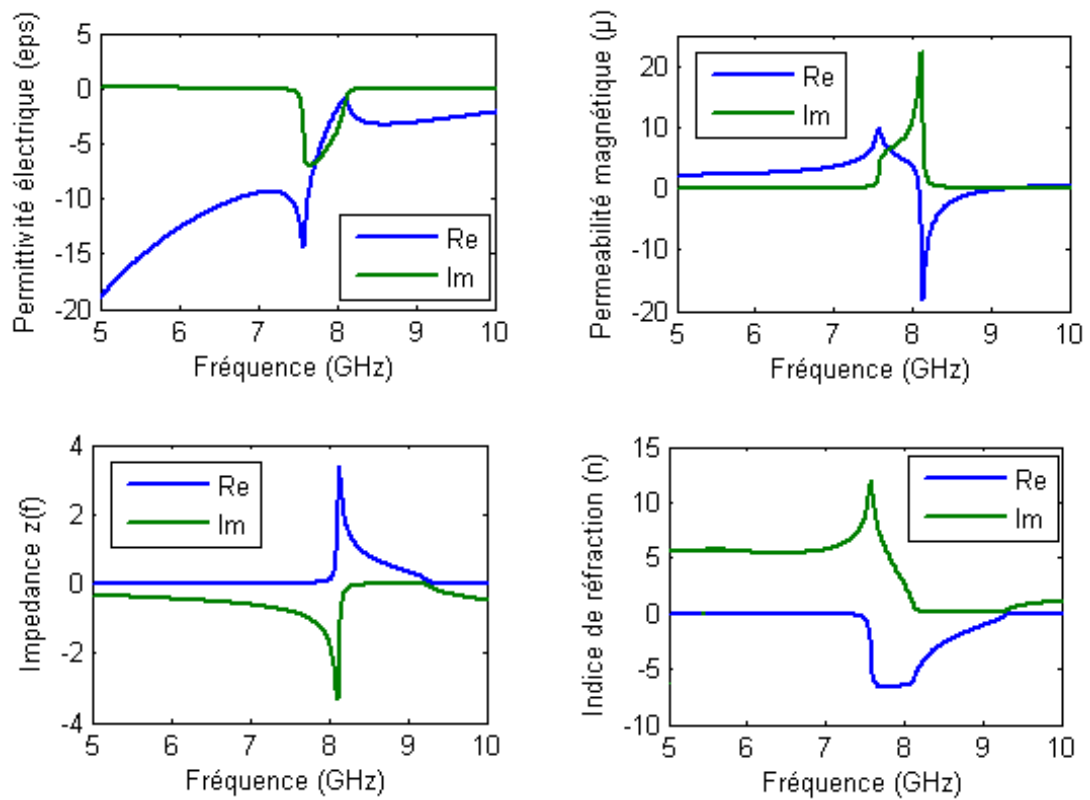 Permittivité électrique (eps)
5
0
-5
-10
-15
-20
Re
Im
5 6 7 8 9 10
Fréquence (GHz)
Permeabilité magnétique (µ)
20
10
0
-10
-20
Re
Im
5 6 7 8 9 10
Fréquence (GHz)
Impedance z(f)
4
2
0
-2
-4
Re
Im
5 6 7 8 9 10
Fréquence (GHz)
Indice de réfraction (n)
15
10
5
0
-5
-10
Re
Im
5 6 7 8 9 10
Fréquence (GHz)